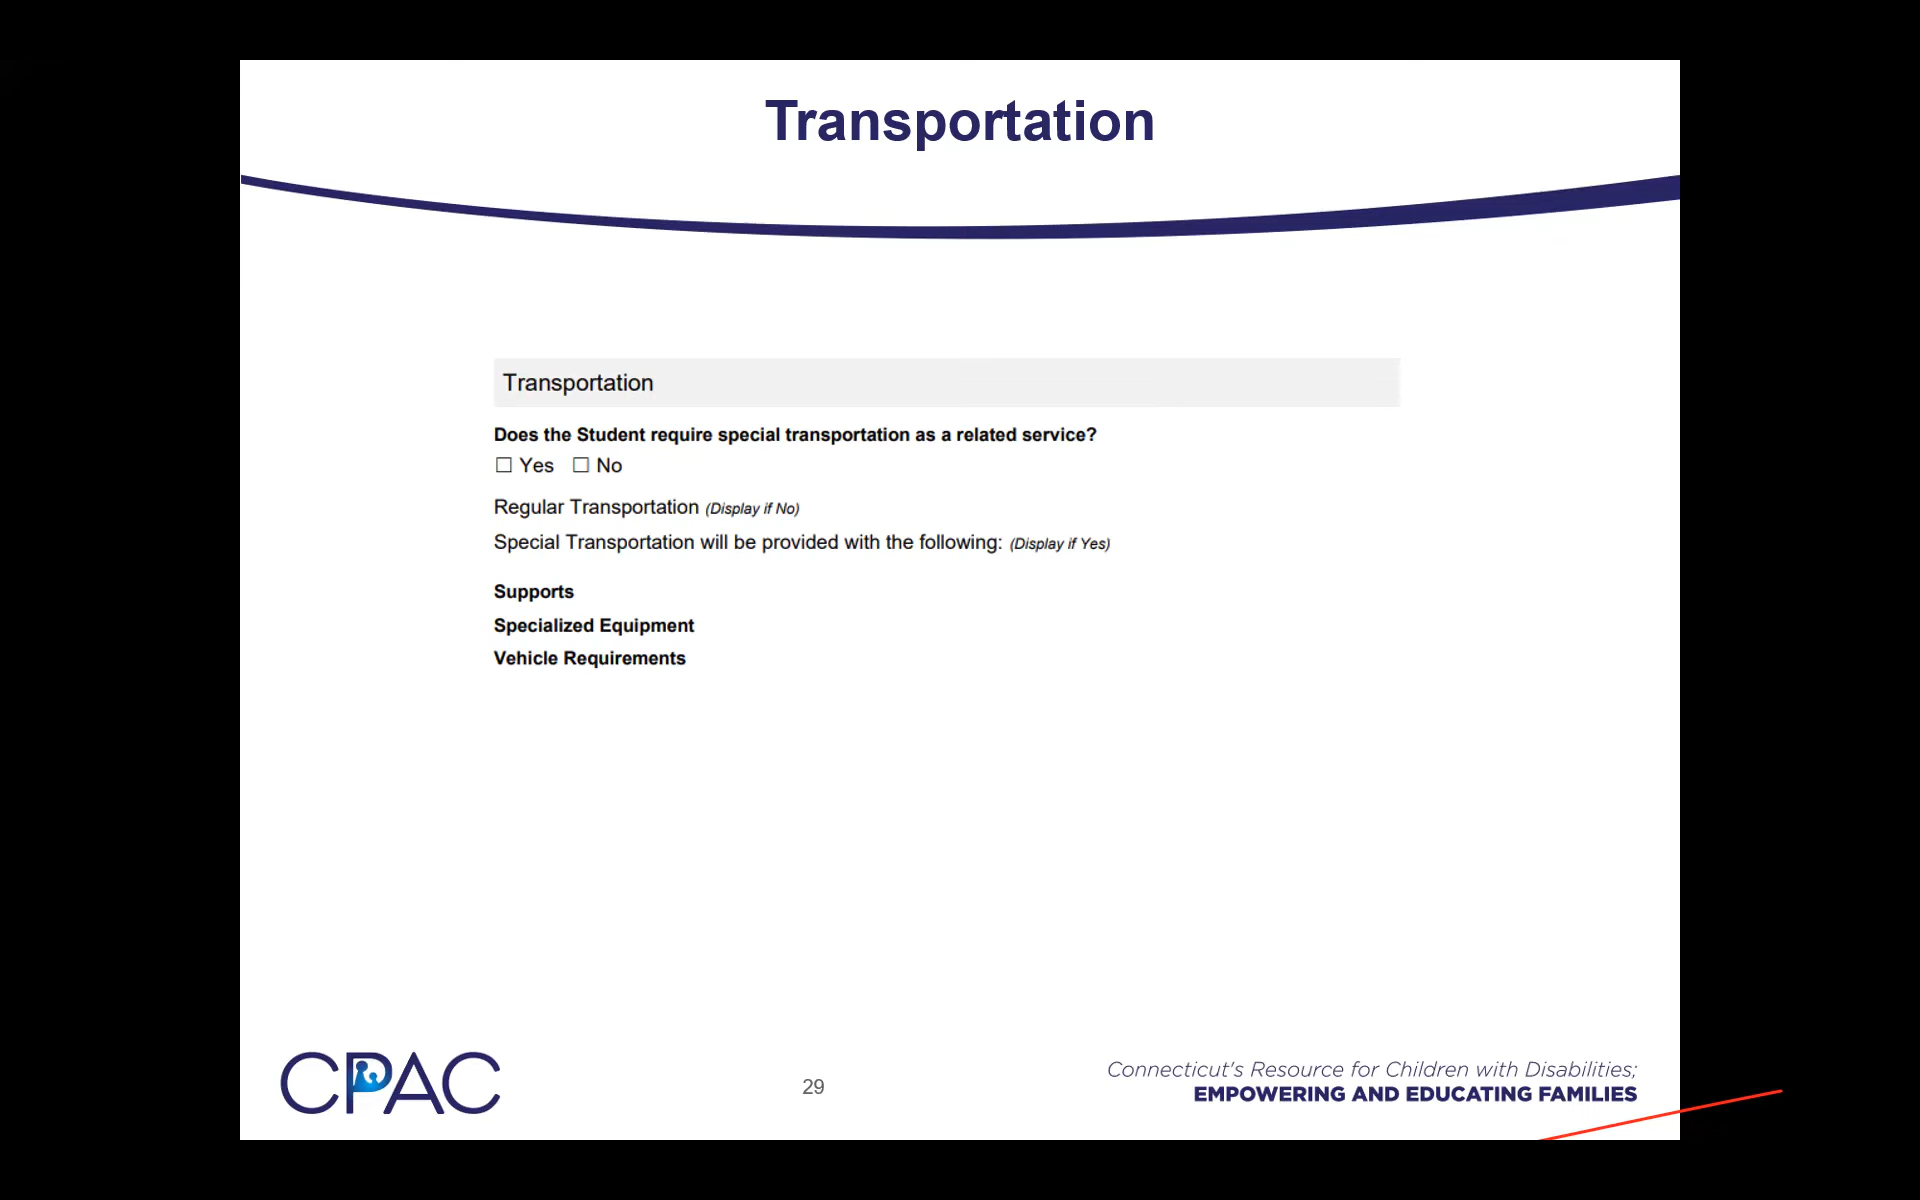 Transportation
Transportation
Does the Student require special transportation as a related service?
☐ Yes ☐ No
Regular Transportation (Display if No)
Special Transportation will be provided with the following: (Display if Yes)
Supports
Specialized Equipment
Vehicle Requirements
CPAC
29
Connecticut's Resource for Children with Disabilities;
EMPOWERING AND EDUCATING FAMILIES